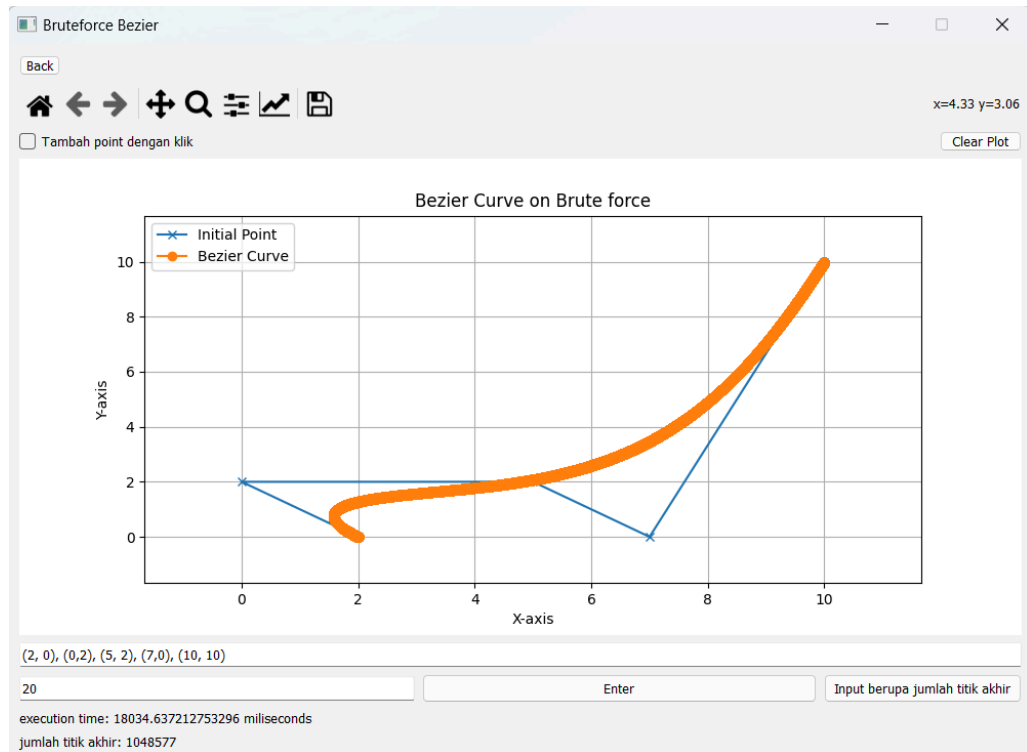 Bruteforce Bezier
Back
x=4.33 y=3.06
Tambah point dengan klik
Clear Plot
Bezier Curve on Brute force
Initial Point
Bezier Curve
10
8
6
4
2
0
Y-axis
0 2 4 6 8 10
X-axis
(2, 0), (0,2), (5, 2), (7,0), (10, 10)
20
Enter
Input berupa jumlah titik akhir
execution time: 18034.637212753296 miliseconds
jumlah titik akhir: 1048577